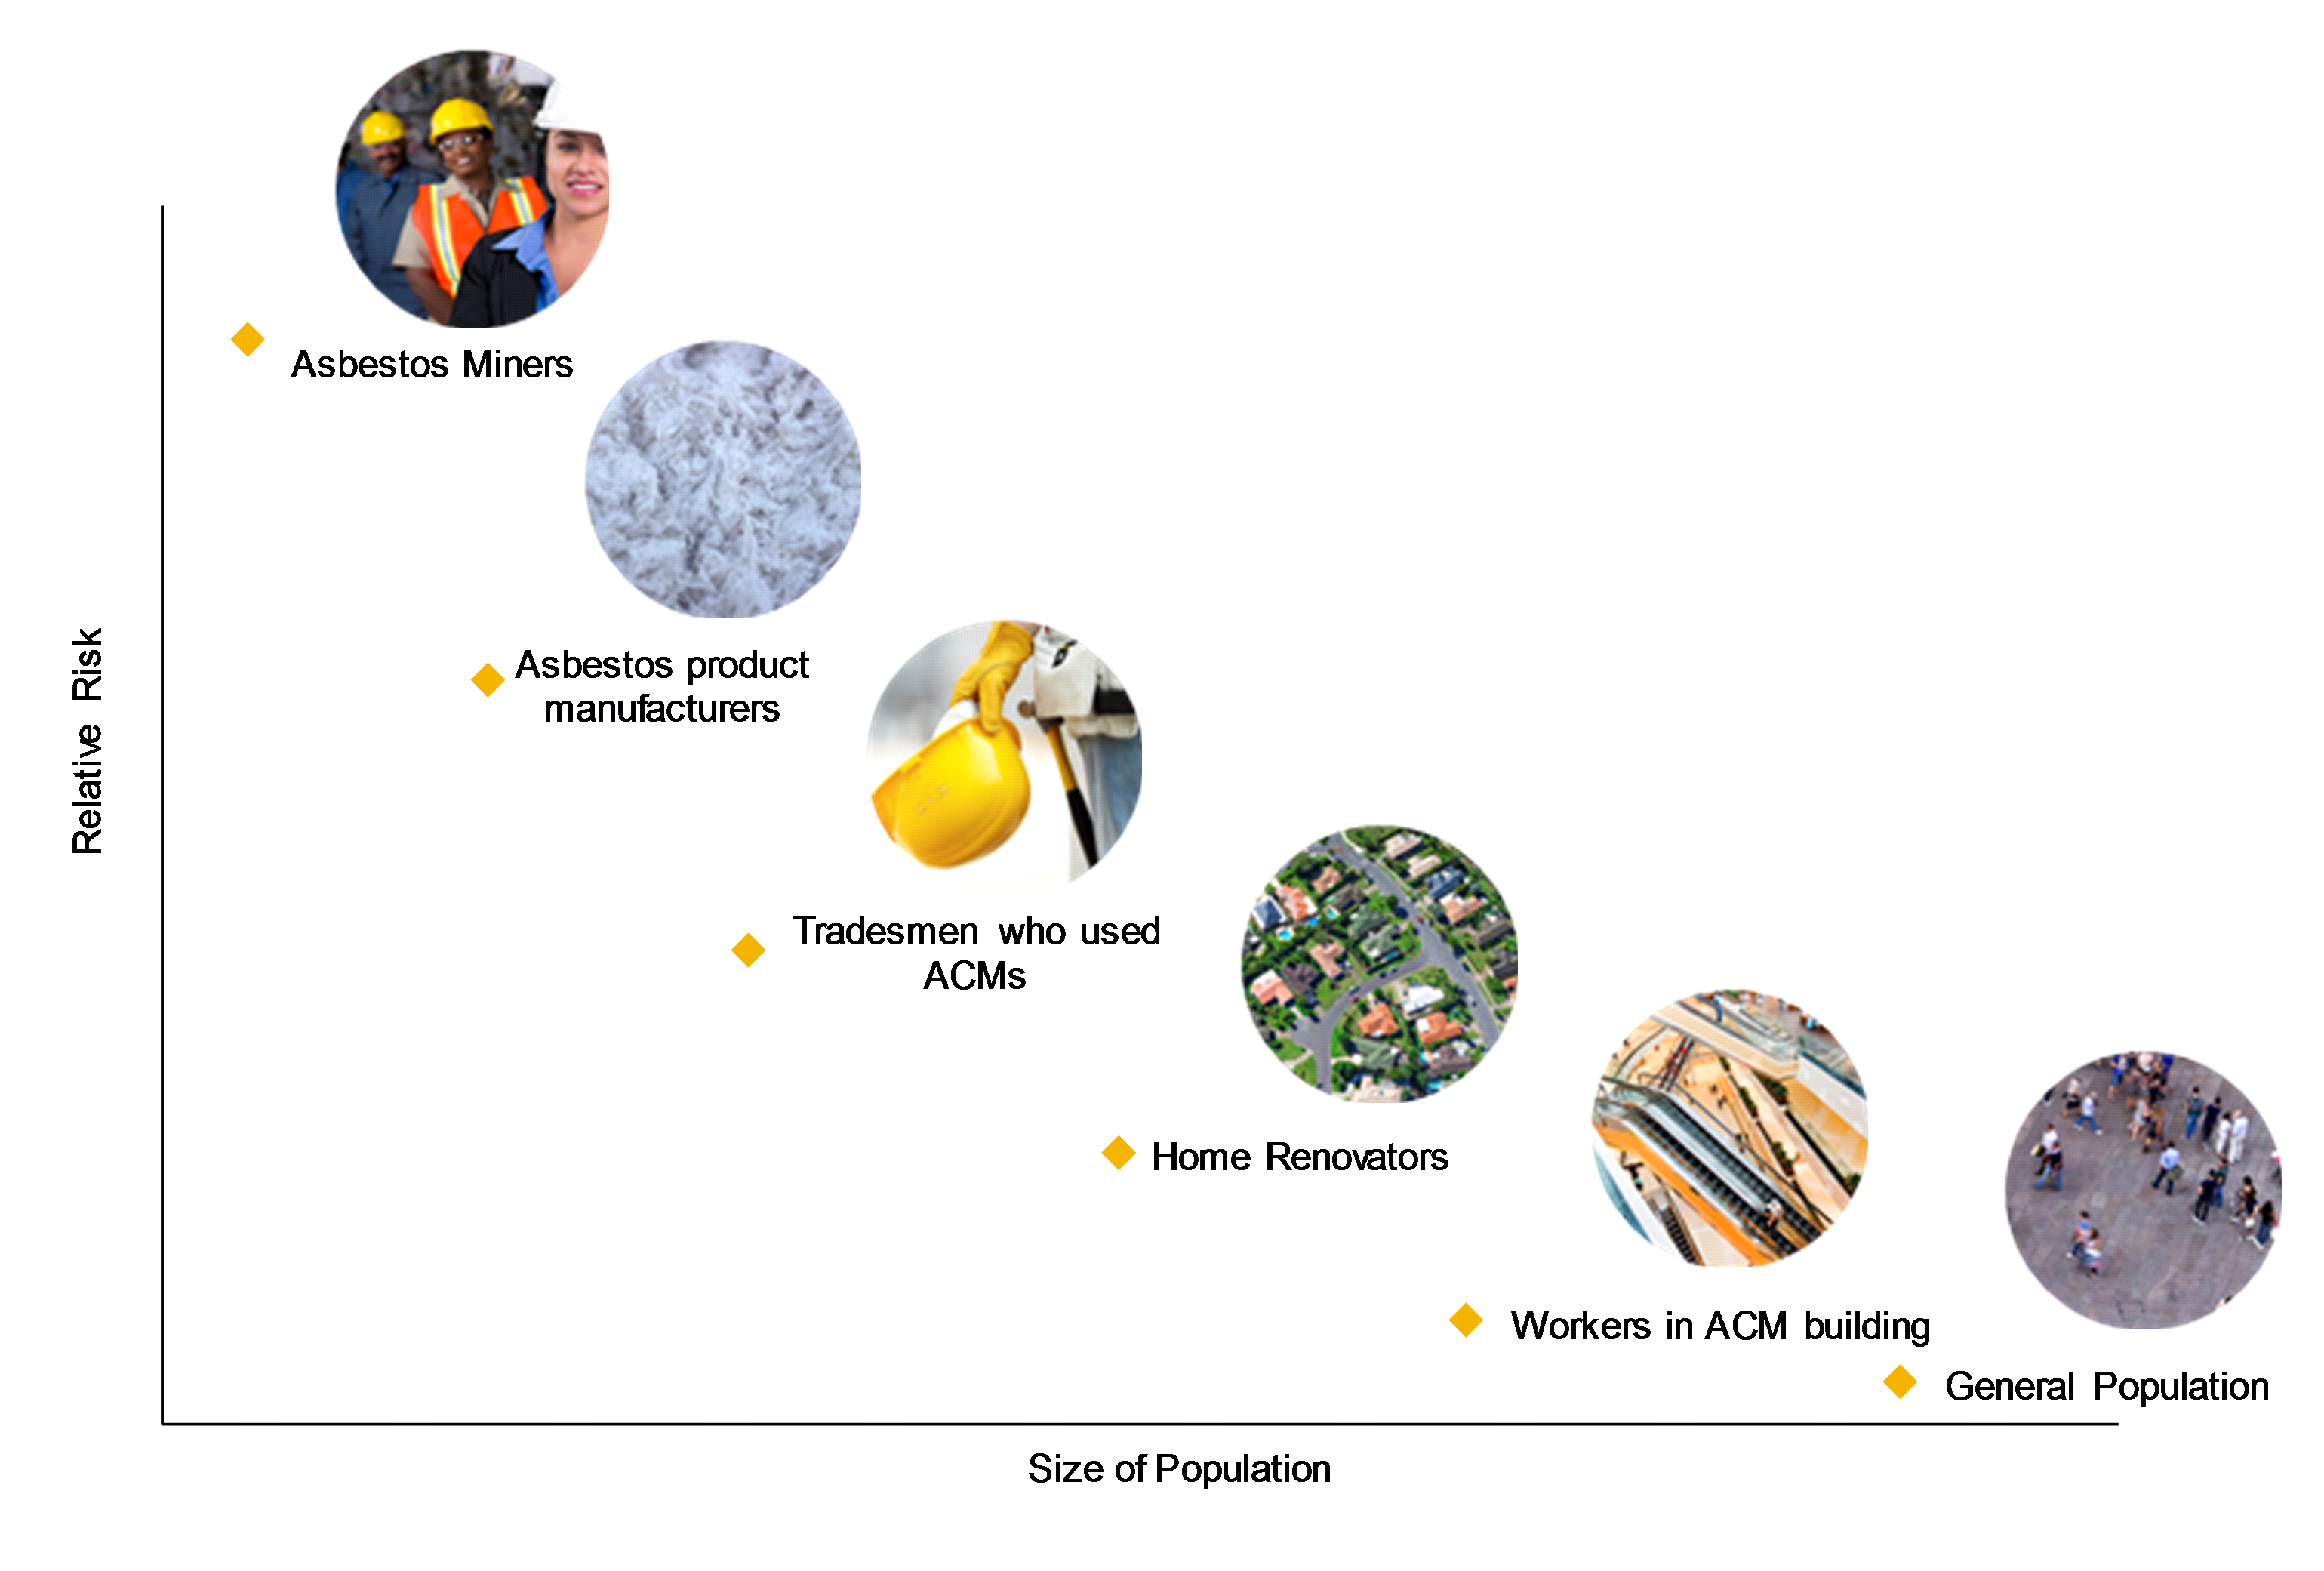 Asbestos Miners
Asbestos product
manufacturers
Relative Risk
Tradesmen who used
ACMs
Home Renovators
Workers in ACM building
General Population
Size of Population